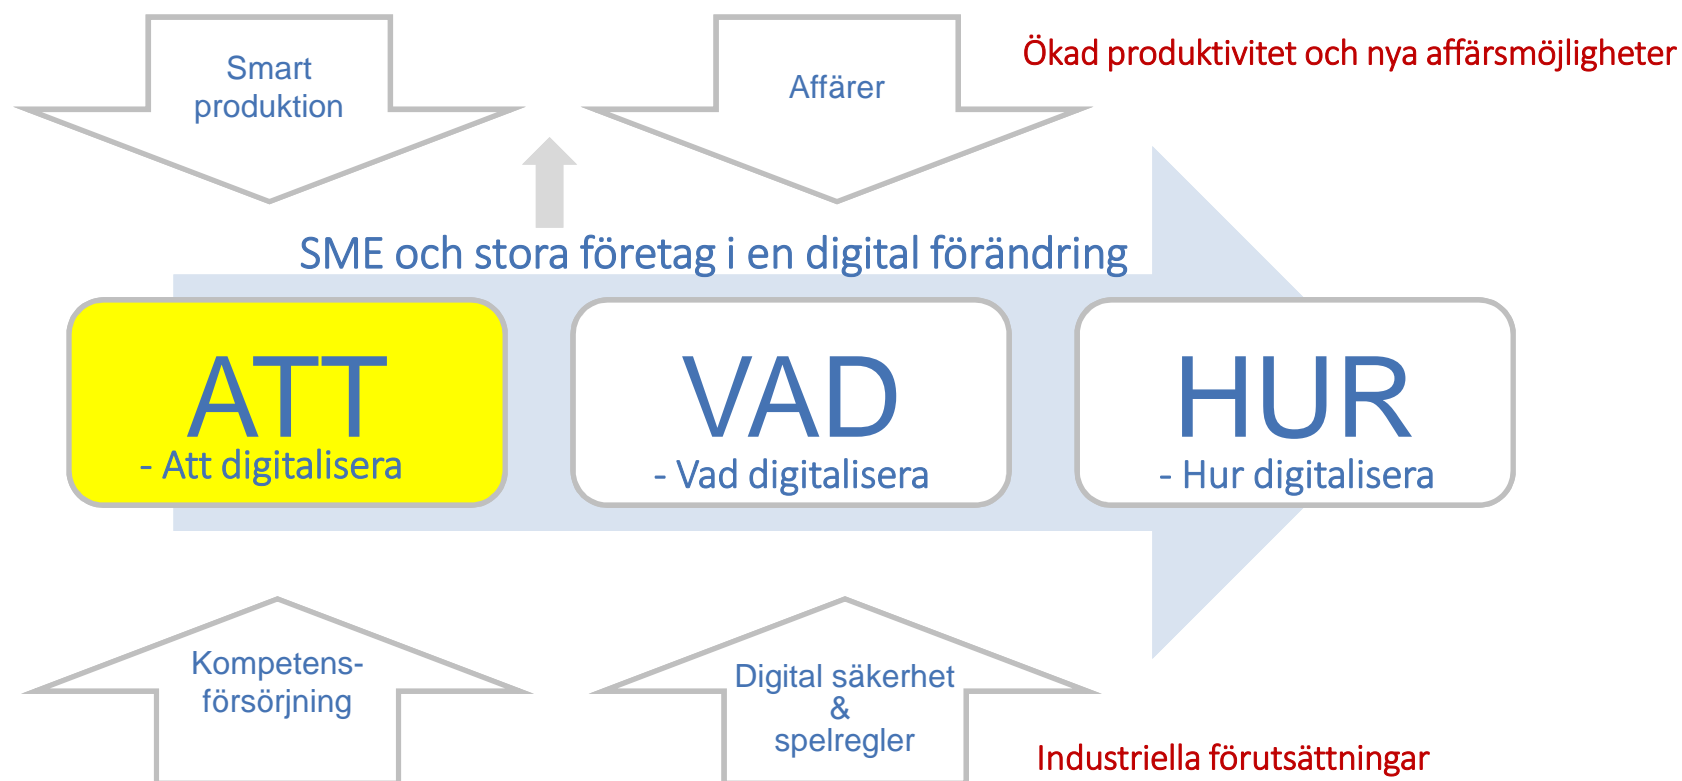 Smart
produktion
Affärer
Ökad produktivitet och nya affärsmöjligheter
SME och stora företag i en digital förändring
ATT
- Att digitalisera
VAD
- Vad digitalisera
HUR
- Hur digitalisera
Kompetens-
försörjning
Digital säkerhet
&
spelregler
Industriella förutsättningar